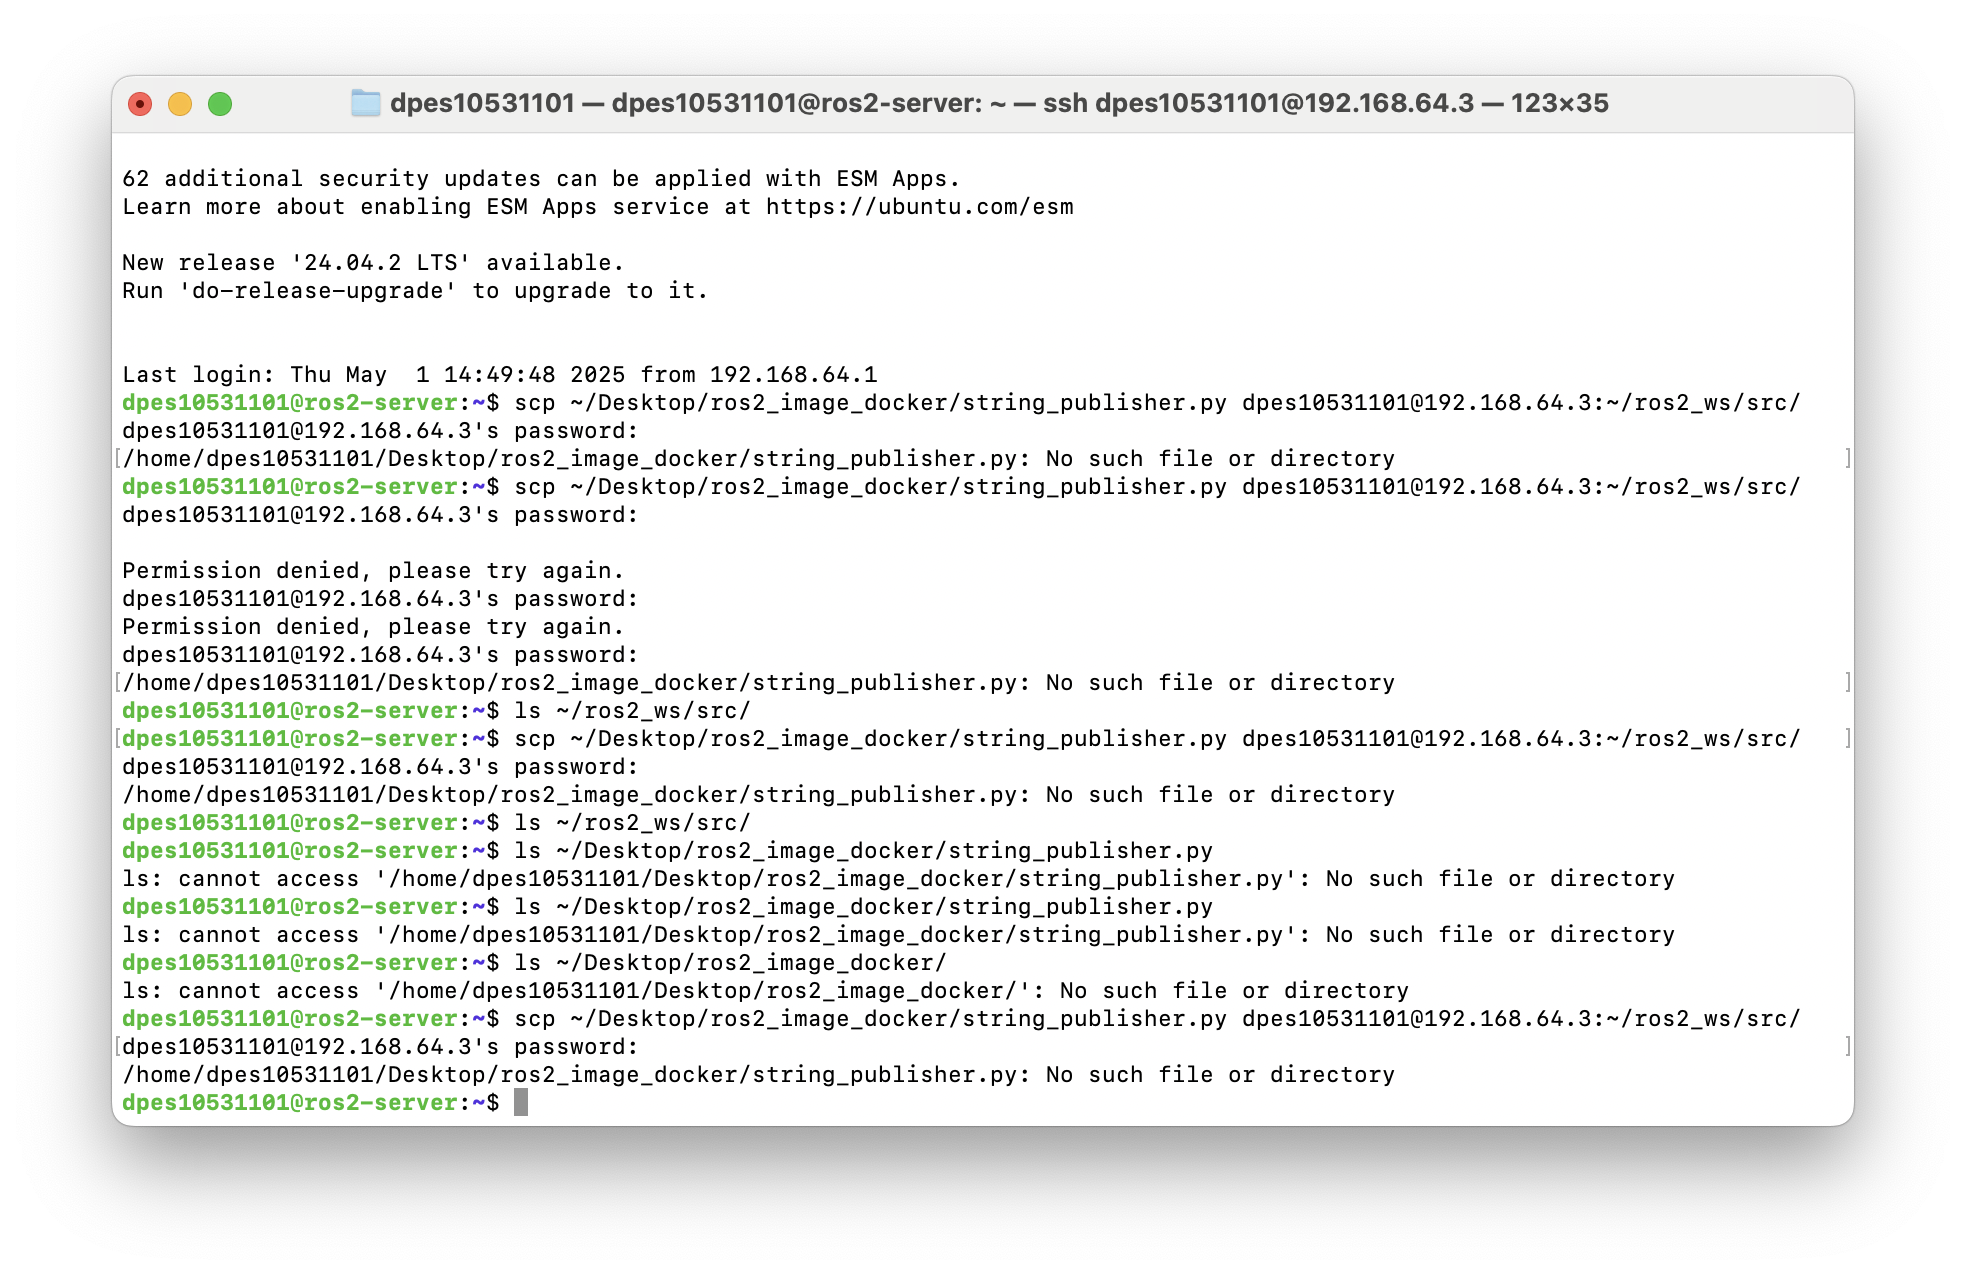 dpes10531101 — dpes10531101@ros2-server: ~ — ssh dpes10531101@192.168.64.3 — 123×35
62 additional security updates can be applied with ESM Apps.
Learn more about enabling ESM Apps service at https://ubuntu.com/esm
New release '24.04.2 LTS' available.
Run 'do-release-upgrade' to upgrade to it.
Last login: Thu May  1 14:49:48 2025 from 192.168.64.1
dpes10531101@ros2-server:~$ scp ~/Desktop/ros2_image_docker/string_publisher.py dpes10531101@192.168.64.3:~/ros2_ws/src/
dpes10531101@192.168.64.3's password:
[/home/dpes10531101/Desktop/ros2_image_docker/string_publisher.py: No such file or directory ]
dpes10531101@ros2-server:~$ scp ~/Desktop/ros2_image_docker/string_publisher.py dpes10531101@192.168.64.3:~/ros2_ws/src/
dpes10531101@192.168.64.3's password:
Permission denied, please try again.
dpes10531101@192.168.64.3's password:
Permission denied, please try again.
dpes10531101@192.168.64.3's password:
[/home/dpes10531101/Desktop/ros2_image_docker/string_publisher.py: No such file or directory ]
dpes10531101@ros2-server:~$ ls ~/ros2_ws/src/
[dpes10531101@ros2-server:~$ scp ~/Desktop/ros2_image_docker/string_publisher.py dpes10531101@192.168.64.3:~/ros2_ws/src/ ]
dpes10531101@192.168.64.3's password:
/home/dpes10531101/Desktop/ros2_image_docker/string_publisher.py: No such file or directory
dpes10531101@ros2-server:~$ ls ~/ros2_ws/src/
dpes10531101@ros2-server:~$ ls ~/Desktop/ros2_image_docker/string_publisher.py
ls: cannot access '/home/dpes10531101/Desktop/ros2_image_docker/string_publisher.py': No such file or directory
dpes10531101@ros2-server:~$ ls ~/Desktop/ros2_image_docker/string_publisher.py
ls: cannot access '/home/dpes10531101/Desktop/ros2_image_docker/string_publisher.py': No such file or directory
dpes10531101@ros2-server:~$ ls ~/Desktop/ros2_image_docker/
ls: cannot access '/home/dpes10531101/Desktop/ros2_image_docker/': No such file or directory
dpes10531101@ros2-server:~$ scp ~/Desktop/ros2_image_docker/string_publisher.py dpes10531101@192.168.64.3:~/ros2_ws/src/
[dpes10531101@192.168.64.3's password: ]
/home/dpes10531101/Desktop/ros2_image_docker/string_publisher.py: No such file or directory
dpes10531101@ros2-server:~$